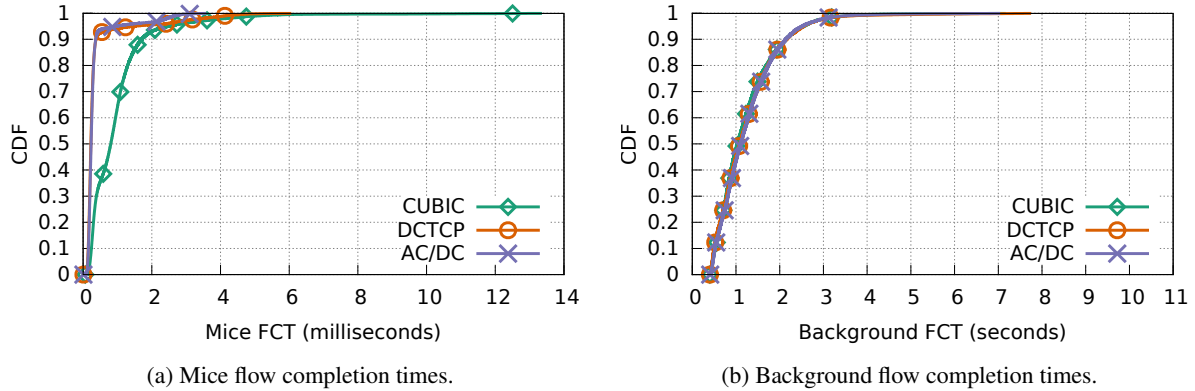 1
0.9
0.8
0.7
0.6
0.5
0.4
0.3
0.2
0.1
0
CDF
CUBIC
DCTCP
AC/DC
0 2 4 6 8 10 12 14
Mice FCT (milliseconds)
(a) Mice flow completion times.
1
0.9
0.8
0.7
0.6
0.5
0.4
0.3
0.2
0.1
0
CDF
CUBIC
DCTCP
AC/DC
0 1 2 3 4 5 6 7 8 9 10 11
Background FCT (seconds)
(b) Background flow completion times.